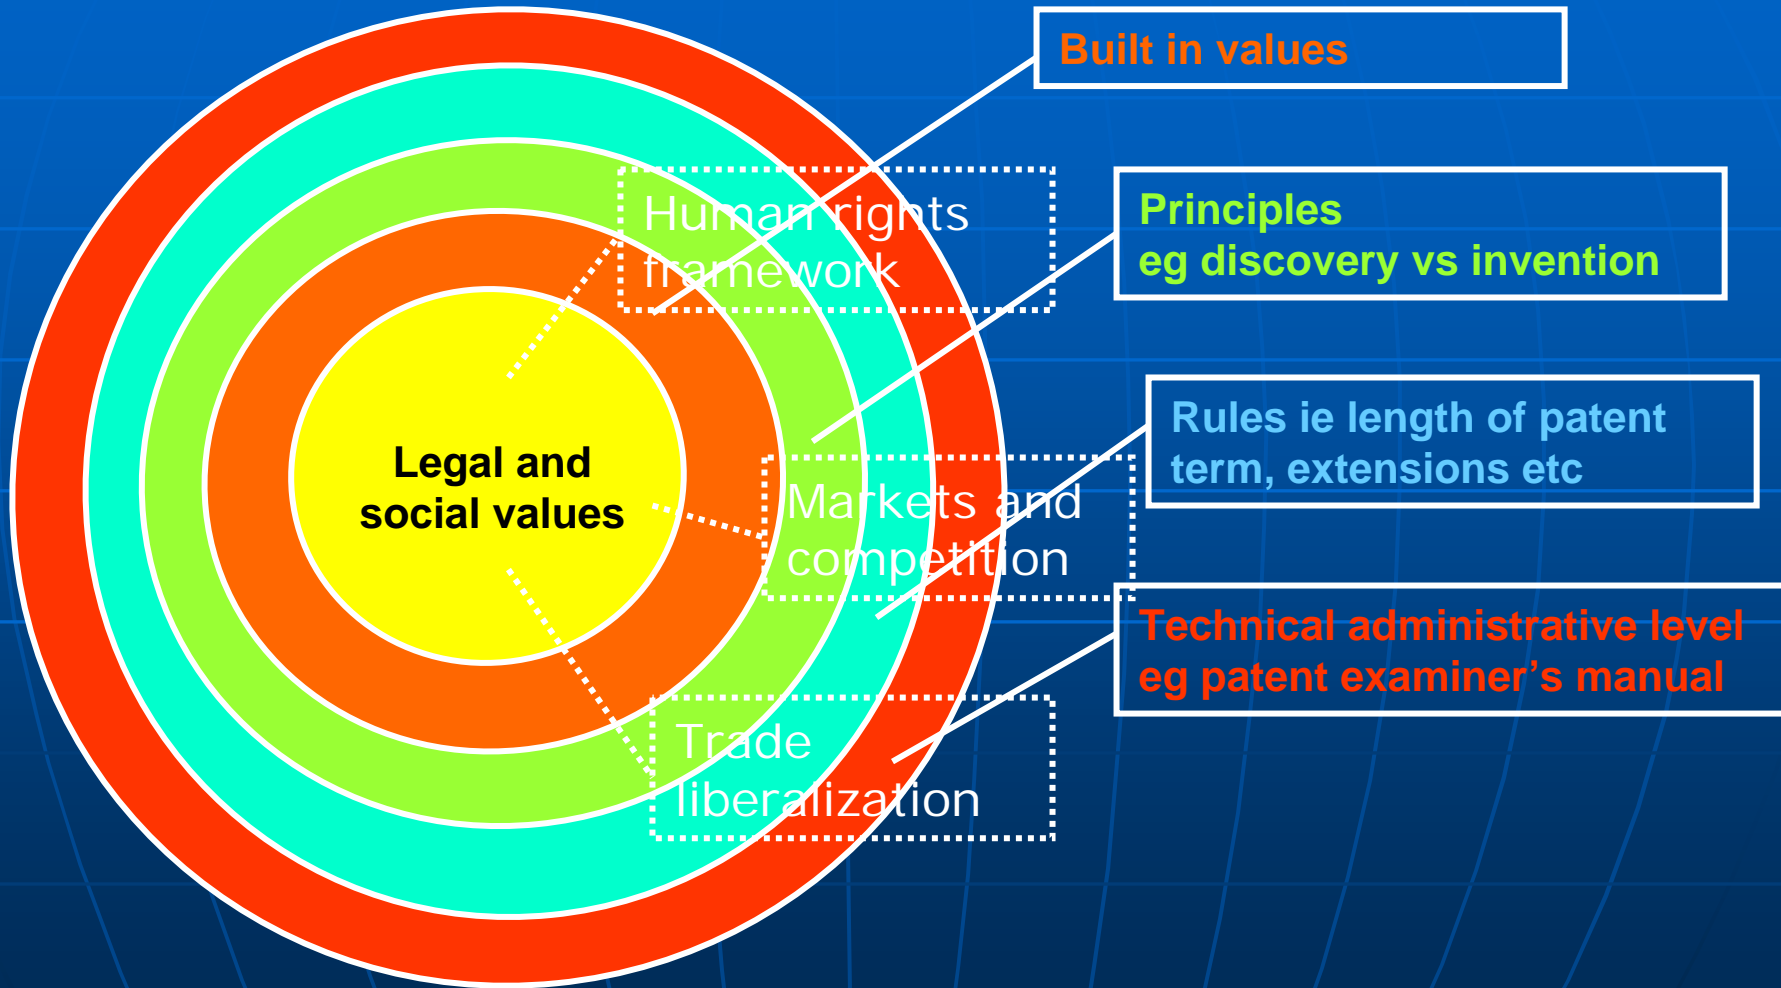 Built in values
Human rights
framework
Principles
eg discovery vs invention
Legal and
social values
Rules ie length of patent
term, extensions etc
Markets and
competition
Technical administrative level
eg patent examiner’s manual
Trade
liberalization